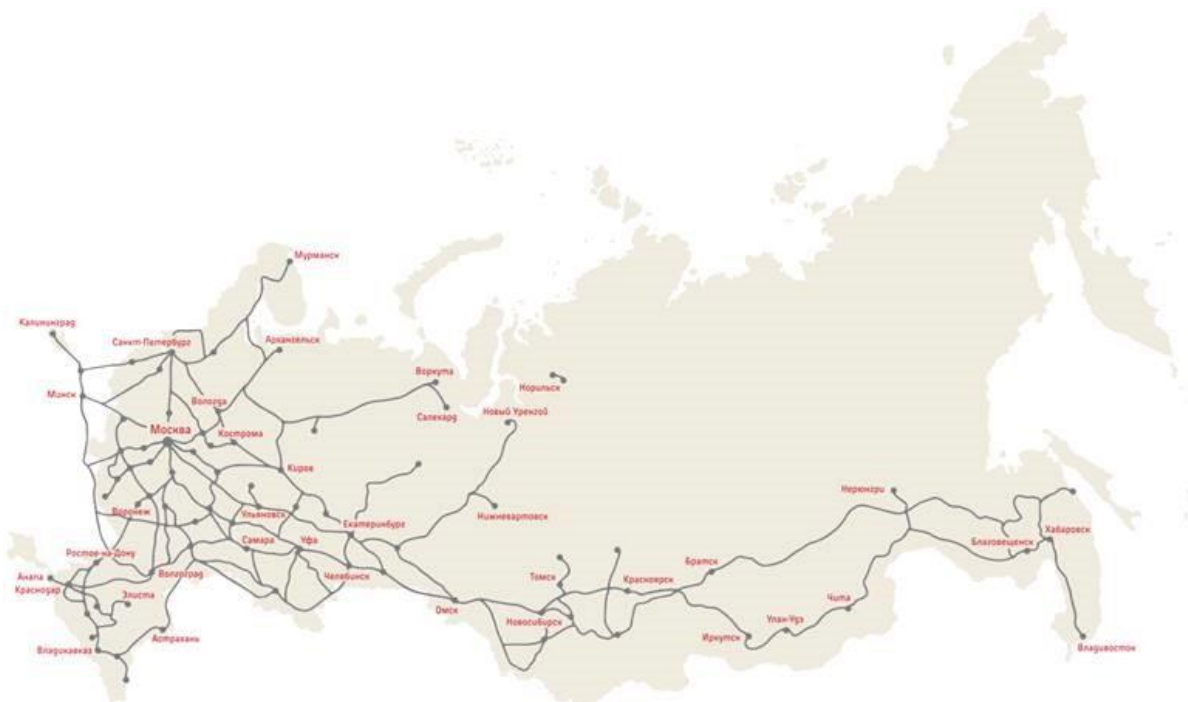 Мурманск
Калининград
Санкт-Петербург
Архангельск
Воркута
Норильск
Минск
Вологда
Салехард
Новый Уренгой
Москва
Кострома
Киров
Нерюнгри
Воронеж
Ульяновск
Нижневартовск
Екатеринбург
Хабаровск
Благовещенск
Ростов-на-Дону
Самара
Уфа
Братск
Анапа
Волгоград
Челябинск
Томск
Красноярск
Краснодар
Элиста
Чита
Омск
Новосибирск
Улан-Удэ
Астрахань
Иркутск
Владикавказ
Владивосток